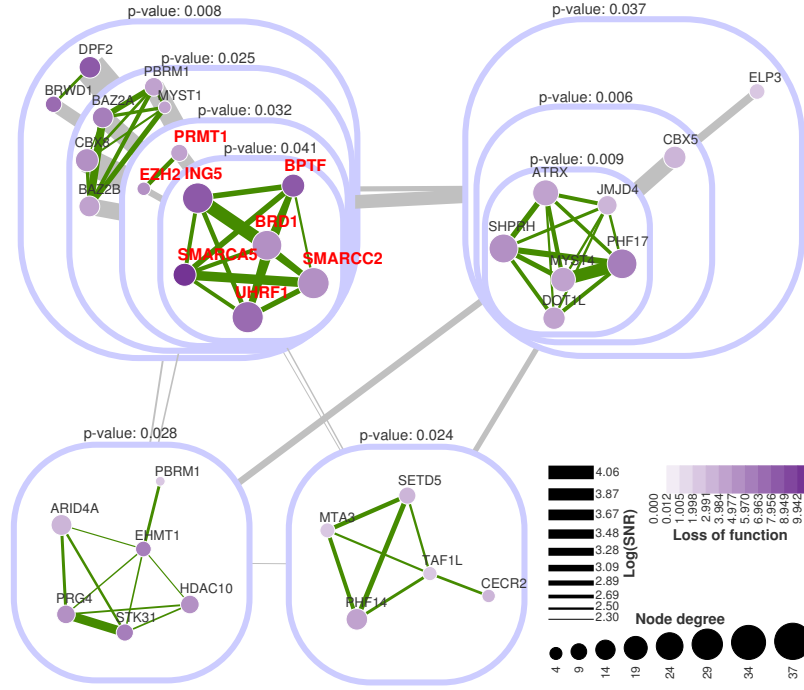 p-value: 0.008
DPF2
p-value: 0.025
PBRM1
BRWD1
BAZ2A
MYST1
p-value: 0.032
CBX8
PRMT1
p-value: 0.041
EZH2
ING5
BPTF
BAZ2B
BRD1
SMARCA5
SMARCC2
UHRF1
p-value: 0.037
ELP3
p-value: 0.006
CBX5
p-value: 0.009
ATRX
JMJD4
SHPRH
PHF17
MYST4
DOT1L
p-value: 0.028
PBRM1
ARID4A
EHMT1
HDAC10
PRG4
STK31
p-value: 0.024
SETD5
MTA3
TAF1L
CECR2
PHF14
4.06
3.87
3.67
3.48
3.28
3.09
2.89
2.69
2.50
2.30
Log(SNR)
0.000
0.012
1.005
1.998
2.991
3.984
4.977
5.970
6.963
7.956
8.949
9.942
Loss of function
Node degree
4
9
14
19
24
29
34
37